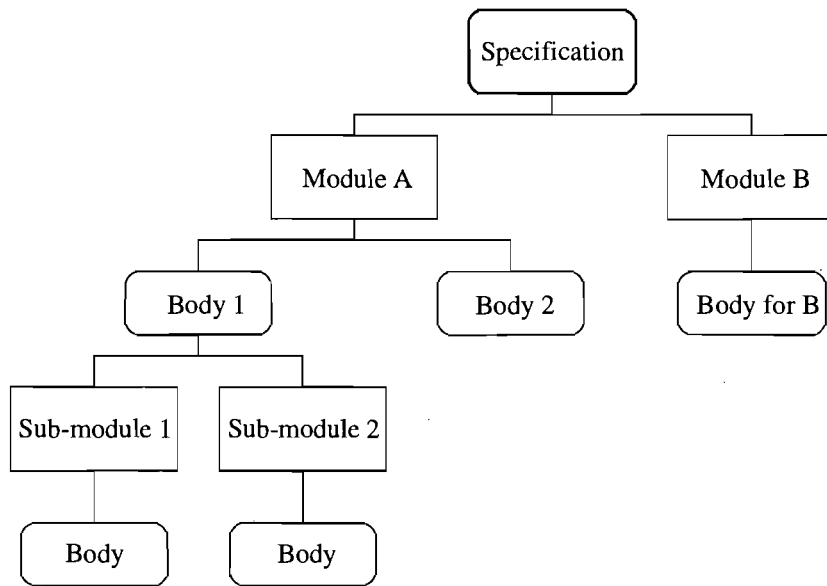 Specification
Module A
Module B
Body 1
Body 2
Body for B
Sub-module 1
Sub-module 2
Body
Body